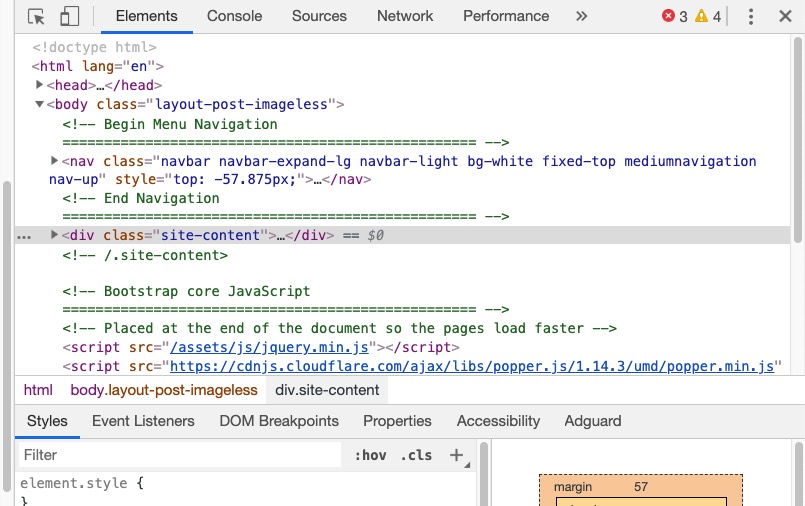 Elements Console Sources Network Performance » 3 4
<!doctype html>
<html lang="en">
<head>…</head>
<body class="layout-post-imageless">
<!-- Begin Menu Navigation
================================================== -->
<nav class="navbar navbar-expand-lg navbar-light bg-white fixed-top mediumnavigation
nav-up" style="top: -57.875px;">…</nav>
<!-- End Navigation
================================================== -->
… <div class="site-content">…</div> == $0
<!-- /.site-content>
<!-- Bootstrap core JavaScript
================================================== -->
<!-- Placed at the end of the document so the pages load faster -->
<script src="/assets/js/jquery.min.js"></script>
<script src="https://cdnjs.cloudflare.com/ajax/libs/popper.js/1.14.3/umd/popper.min.js"
html body.layout-post-imageless div.site-content
Styles Event Listeners DOM Breakpoints Properties Accessibility Adguard
Filter :hov .cls +
element.style {
margin 57
}